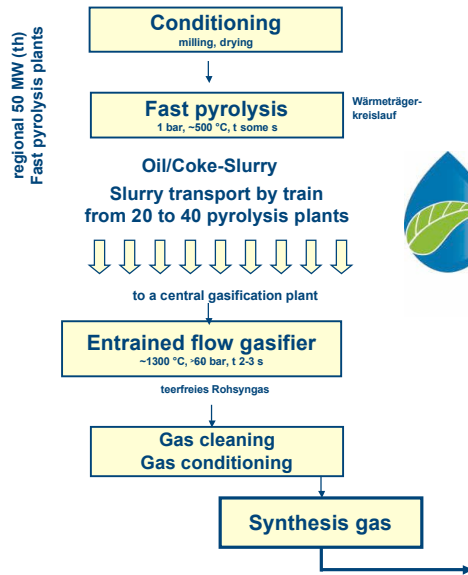 regional 50 MW (th)
Fast pyrolysis plants
Conditioning
milling, drying
Fast pyrolysis
1 bar, ~500 °C, t some s
Wärmeträger-
kreislauf
Oil/Coke-Slurry
Slurry transport by train
from 20 to 40 pyrolysis plants
to a central gasification plant
Entrained flow gasifier
~1300 °C, >60 bar, t 2-3 s
teerfreies Rohsyngas
Gas cleaning
Gas conditioning
Synthesis gas